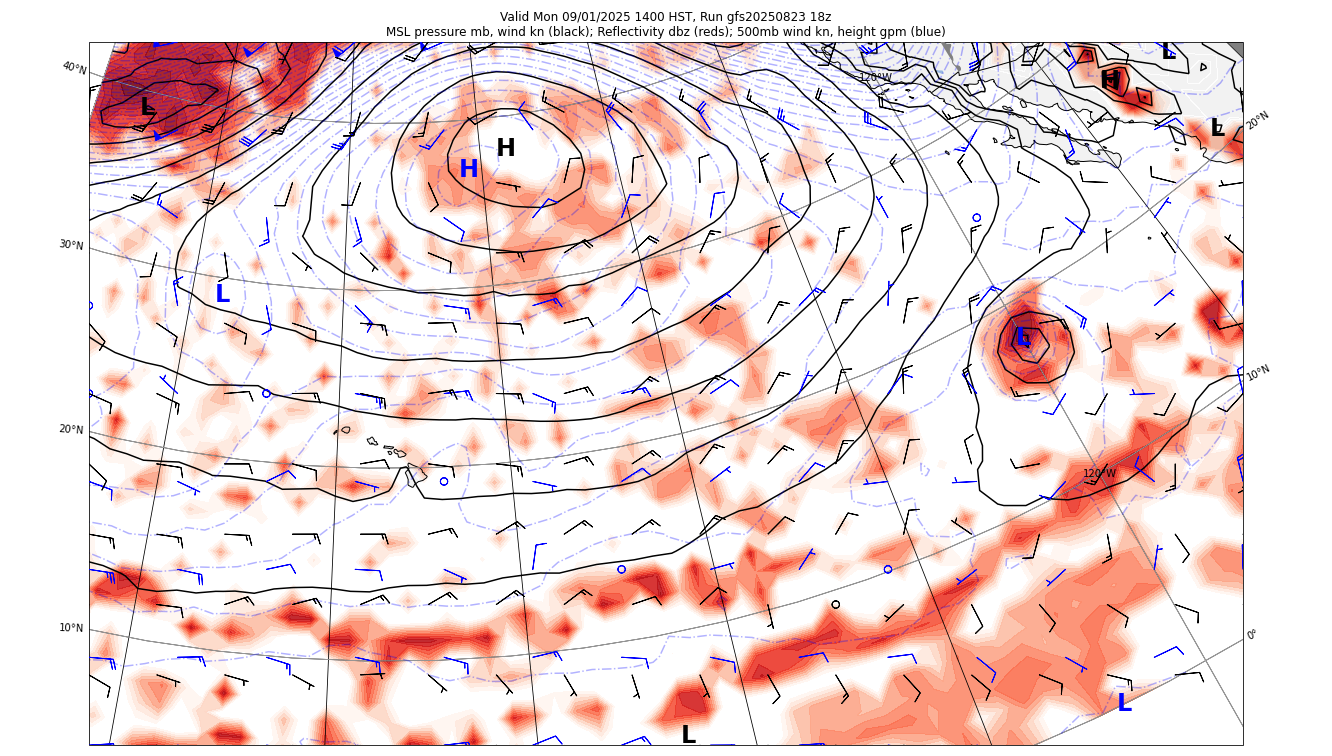 Valid Mon 09/01/2025 1400 HST, Run gfs20250823 18z
MSL pressure mb, wind kn (black); Reflectivity dbz (reds); 500mb wind kn, height gpm (blue)
L
40°N
120°W
H
L
L
20°N
H
H
30°N
L
L
10°N
20°N
120°W
10°N
0°
L
L